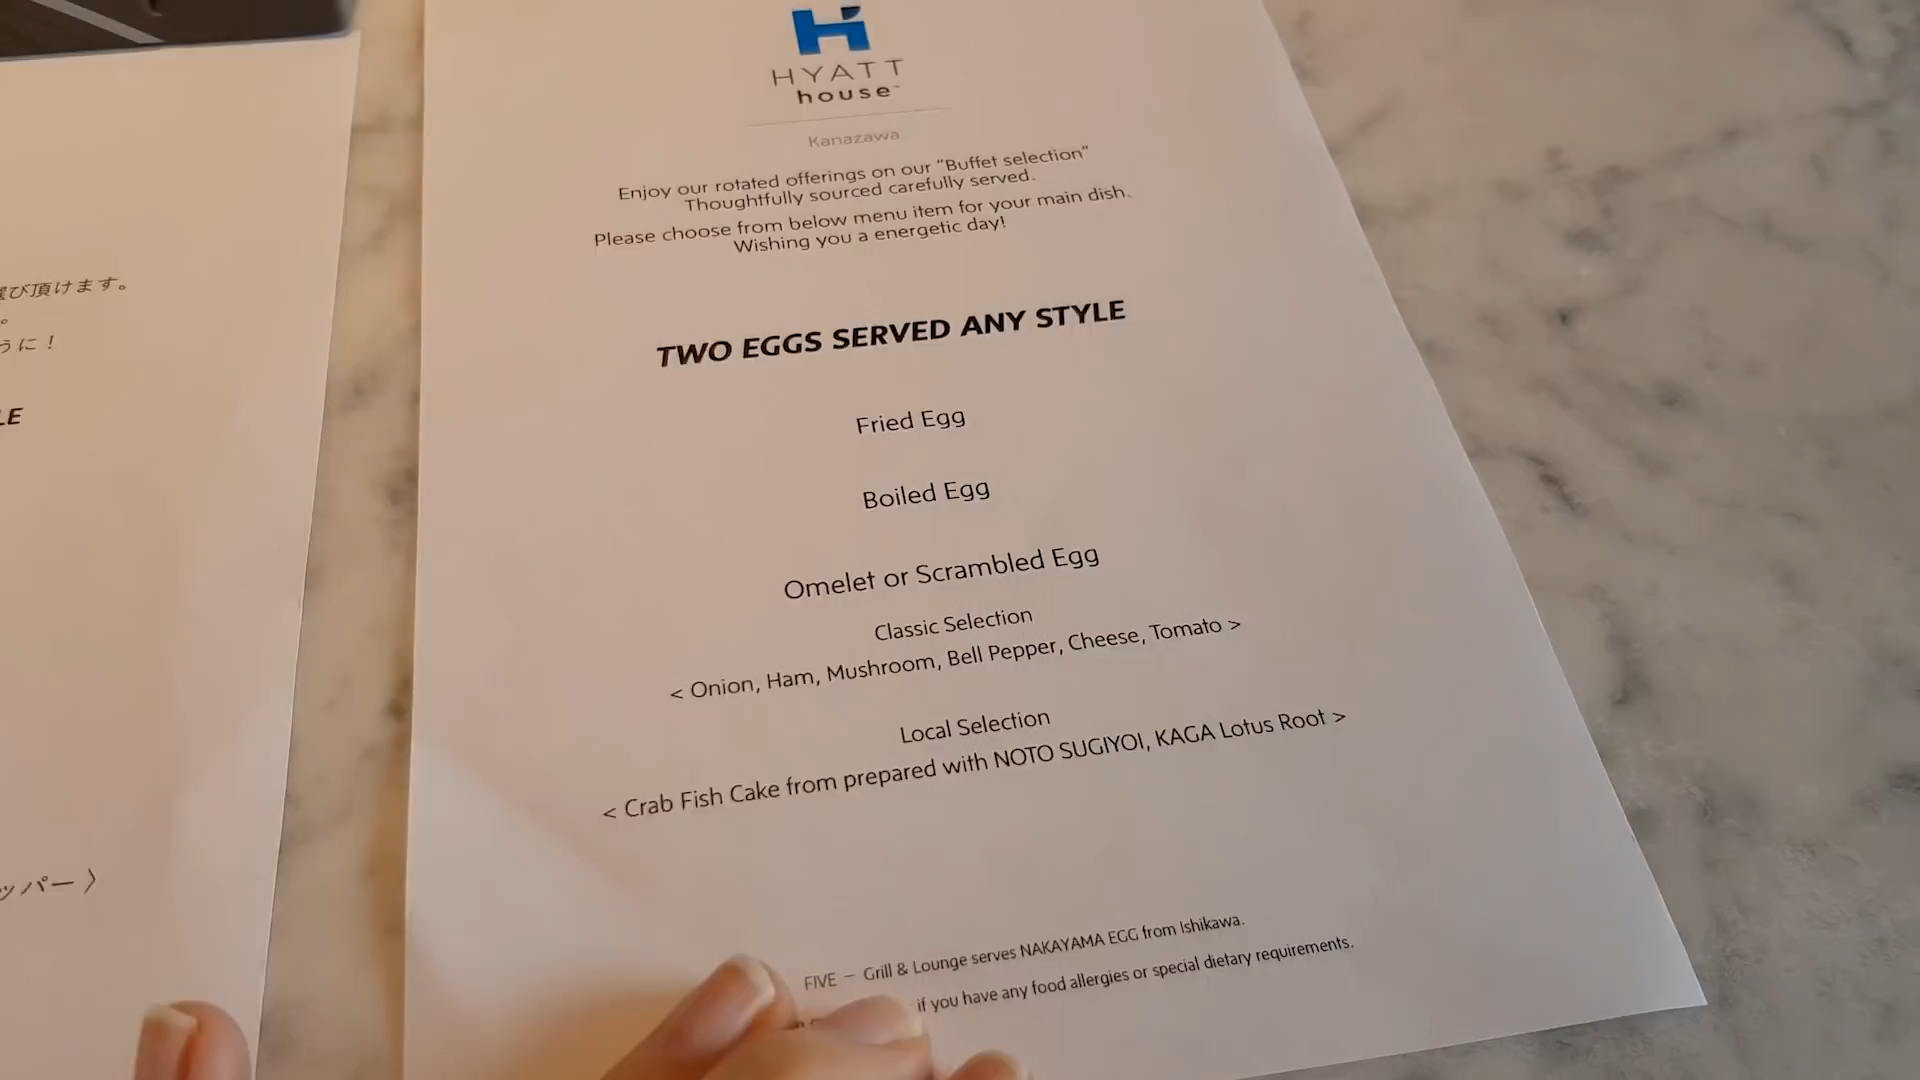 HYATT
house™
Kanazawa
Enjoy our rotated offerings on our "Buffet selection"
Thoughtfully sourced carefully served.
Please choose from below menu item for your main dish.
Wishing you a energetic day!
TWO EGGS SERVED ANY STYLE
Fried Egg
Boiled Egg
Omelet or Scrambled Egg
Classic Selection
< Onion, Ham, Mushroom, Bell Pepper, Cheese, Tomato >
Local Selection
< Crab Fish Cake from prepared with NOTO SUGIYOI, KAGA Lotus Root >
FIVE – Grill & Lounge serves NAKAYAMA EGG from Ishikawa.
if you have any food allergies or special dietary requirements.
び頂けます。
。
うに！
LE
ッパー 〉